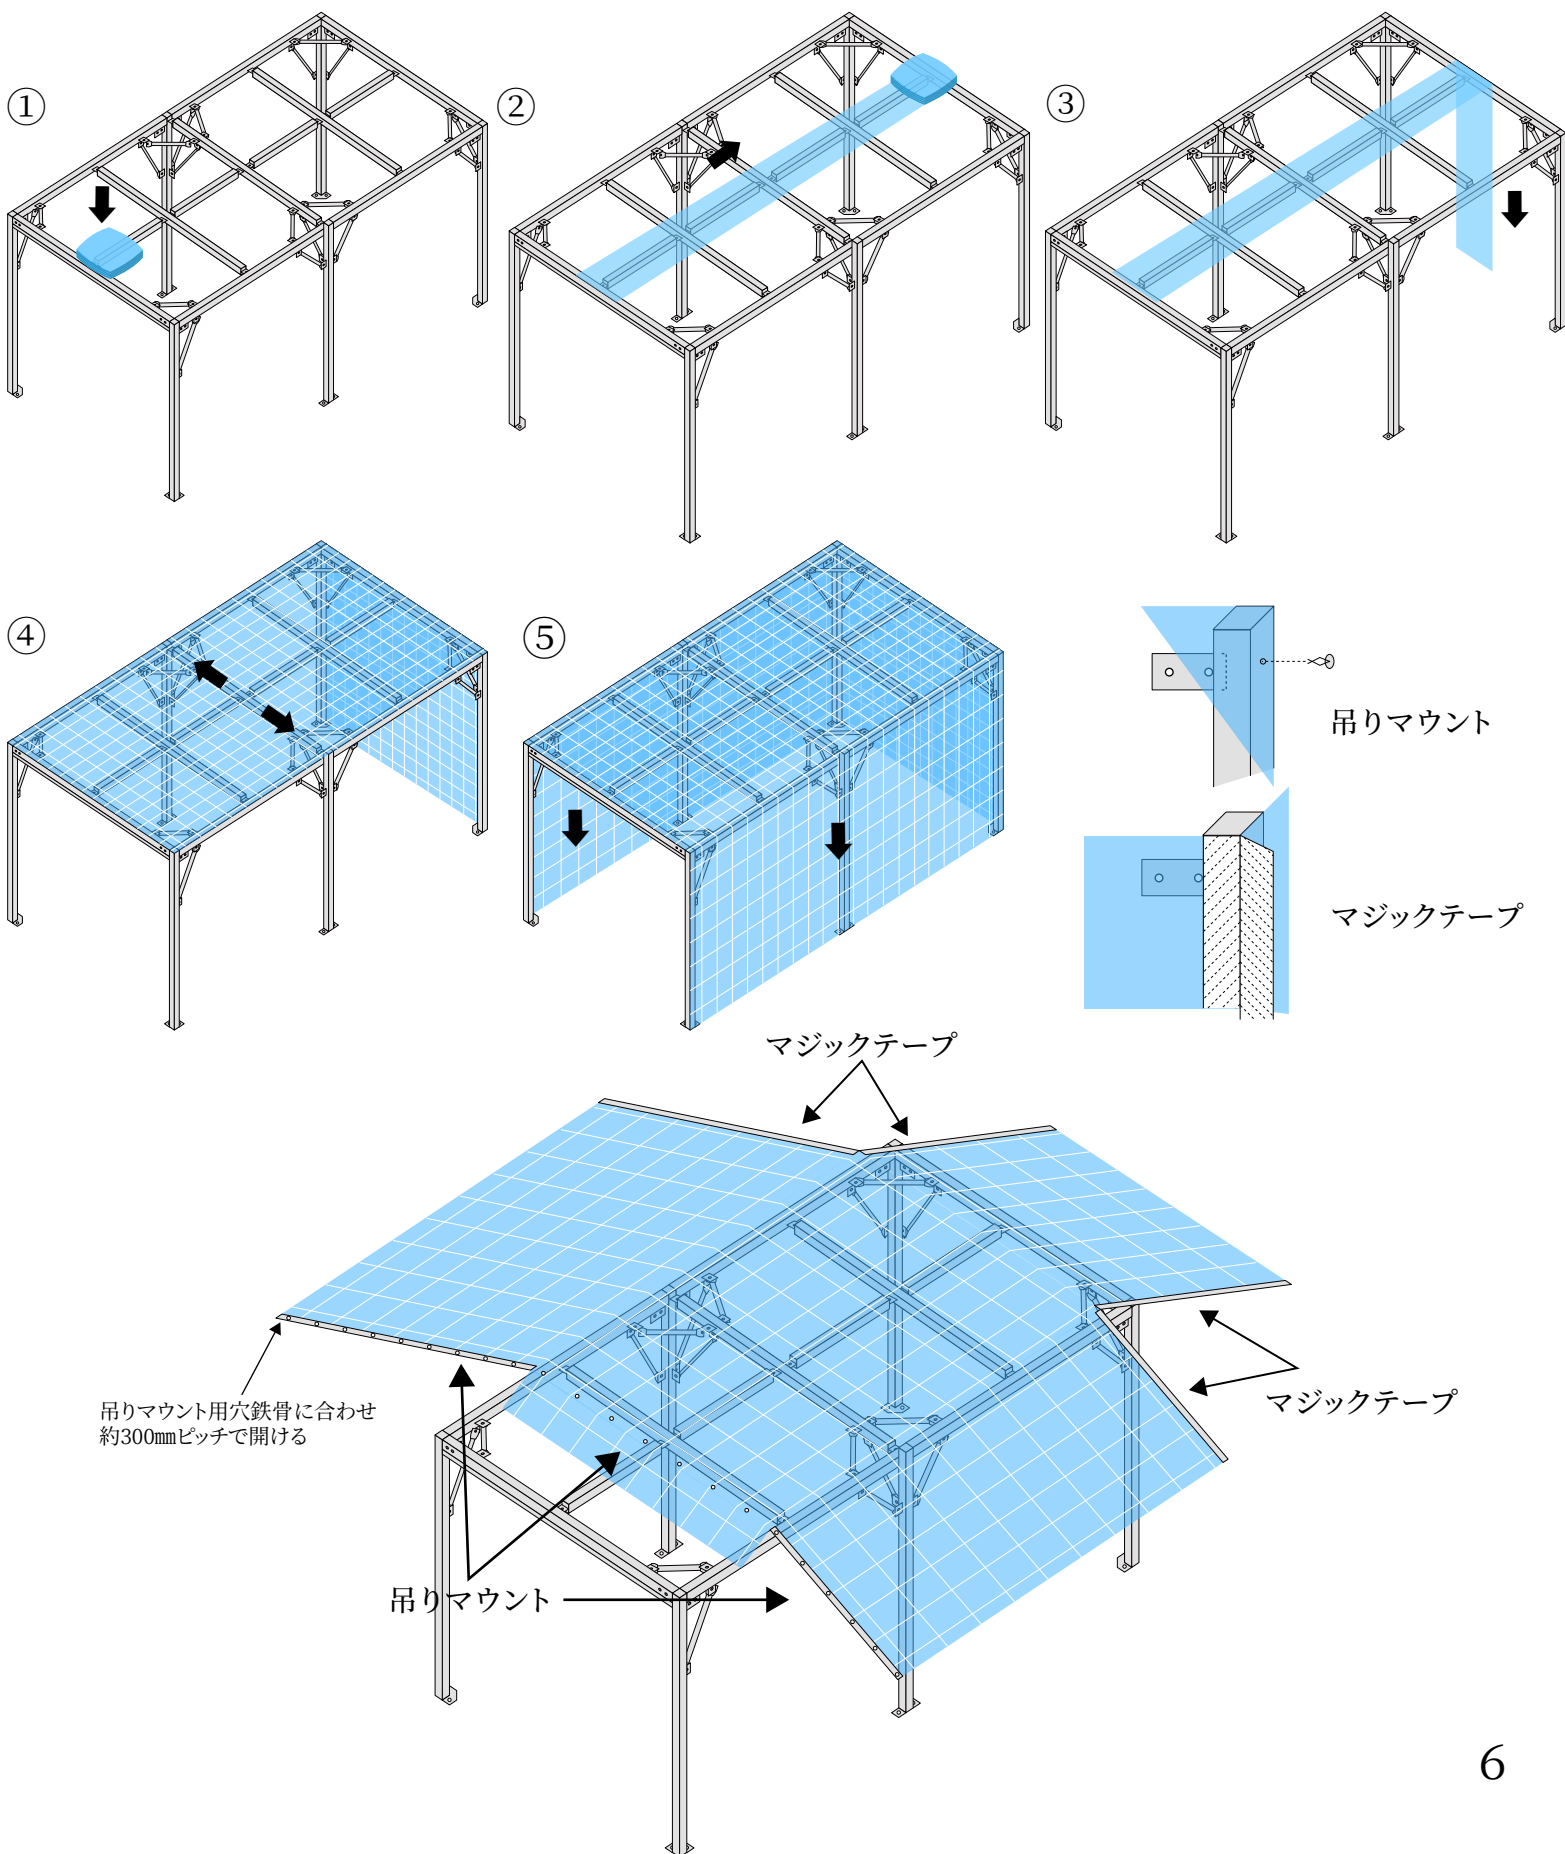 ①
②
③
④
⑤
吊りマウント
マジックテープ
マジックテープ
吊りマウント用穴鉄骨に合わせ
約300㎜ピッチで開ける
マジックテープ
吊りマウント
6